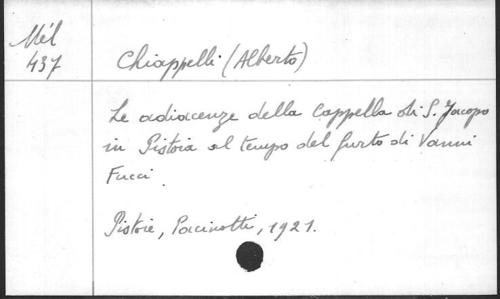 Mél
437
Chiappelli (Alberto)
Le adiacenze della Cappella di S. Jacopo
in Pistoia al tempo del furto di Vanni
Fucci.
Pistoie, Pacinotti, 1921.